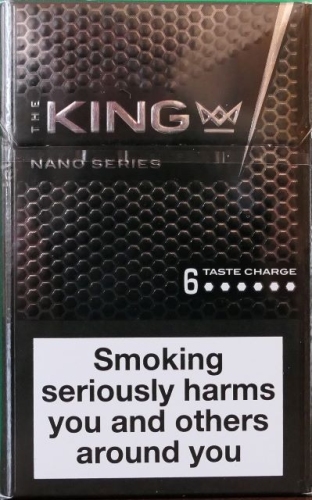 THE KING
NANO SERIES
6 TASTE CHARGE
Smoking
seriously harms
you and others
around you